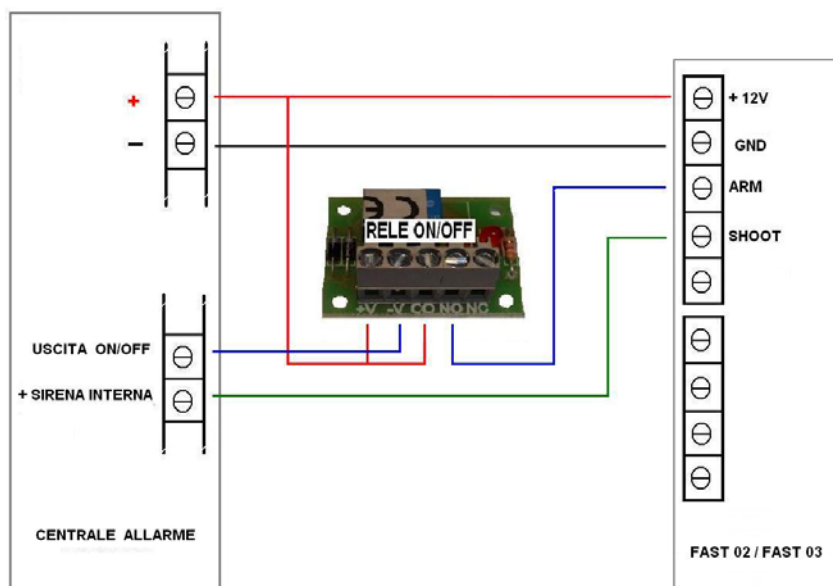 +
−
+ 12V
GND
ARM
SHOOT
RELE ON/OFF
+V -V CO NO NC
USCITA ON/OFF
+ SIRENA INTERNA
CENTRALE ALLARME
FAST 02 / FAST 03